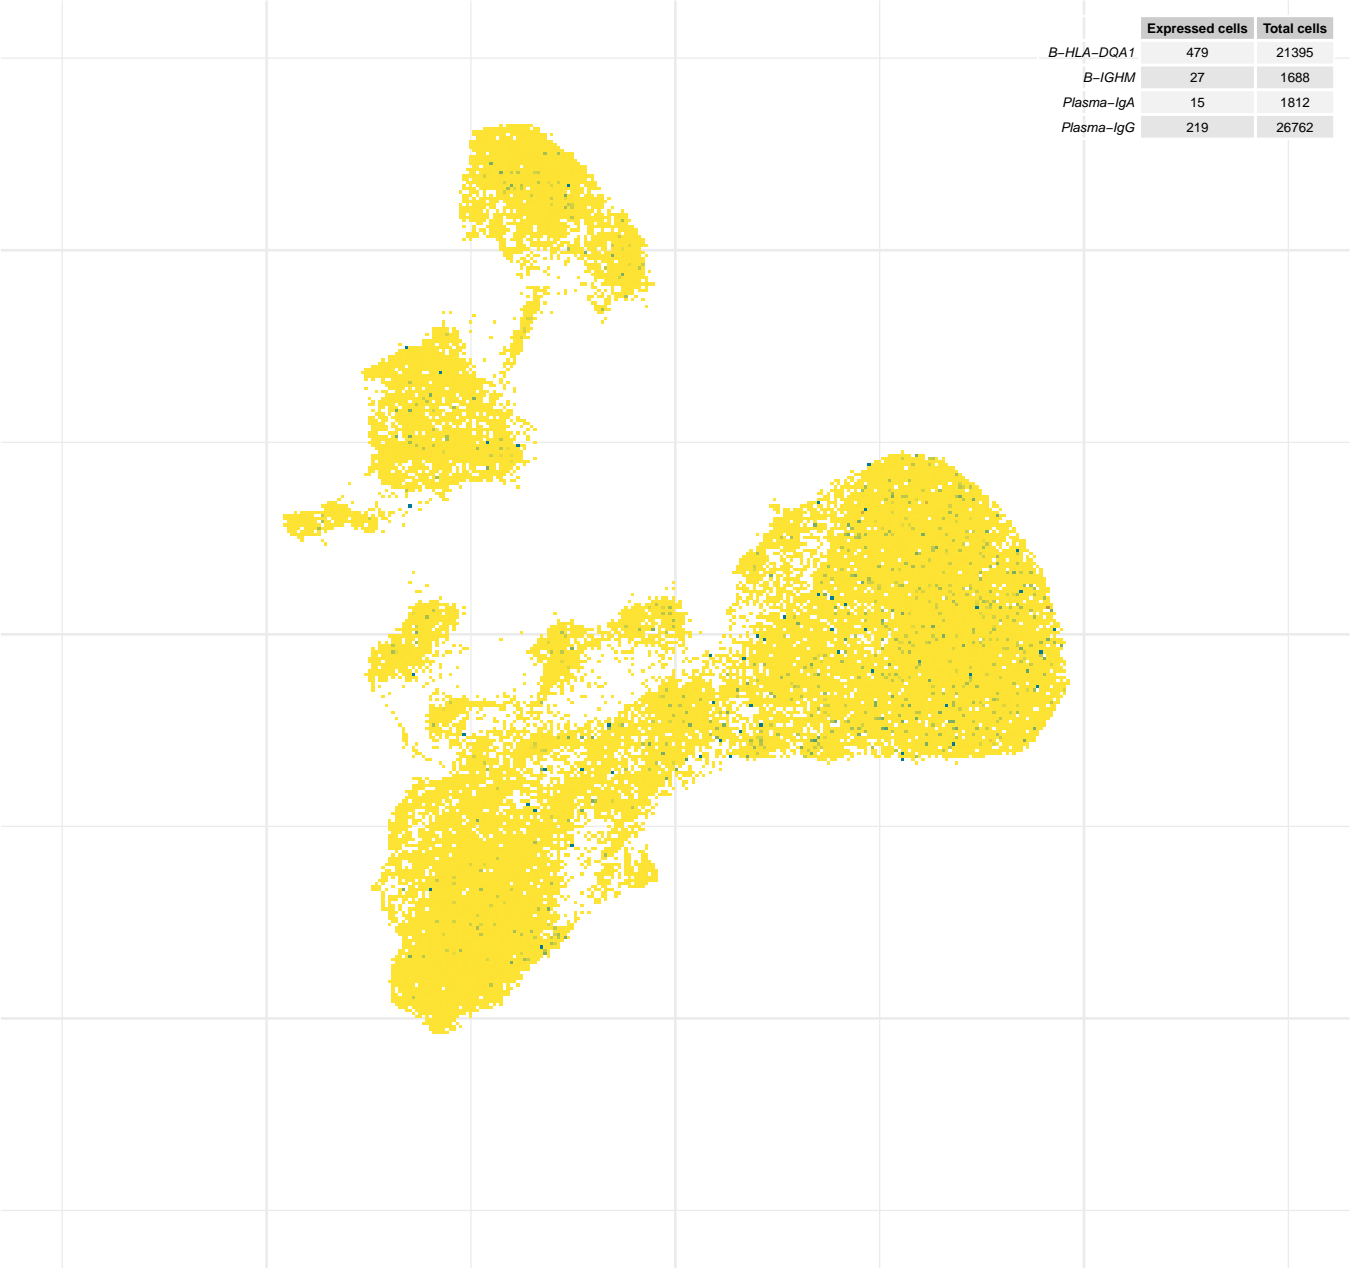 Expressed cells Total cells
B−HLA−DQA1 479 21395
B−IGHM 27 1688
Plasma−IgA 15 1812
Plasma−IgG 219 26762